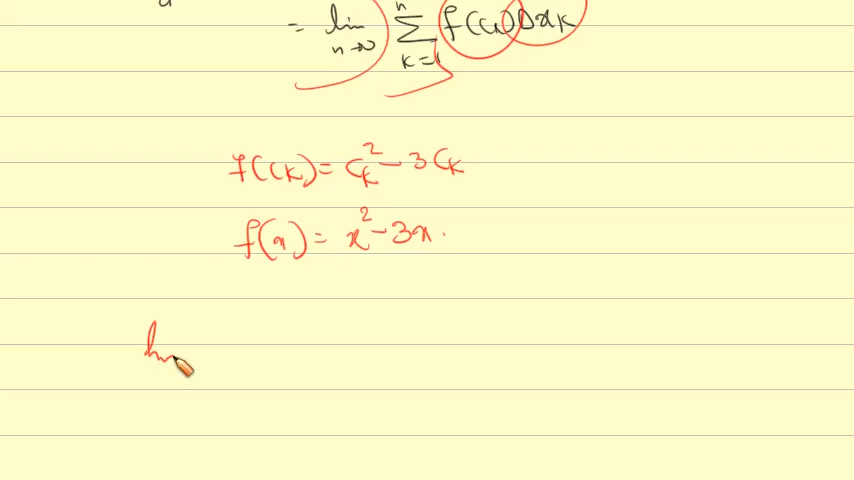 = lim n→∞ n Σ k=1 f(Ck) Δxk
f(Ck) = Ck² - 3Ck
f(x) = x² - 3x.